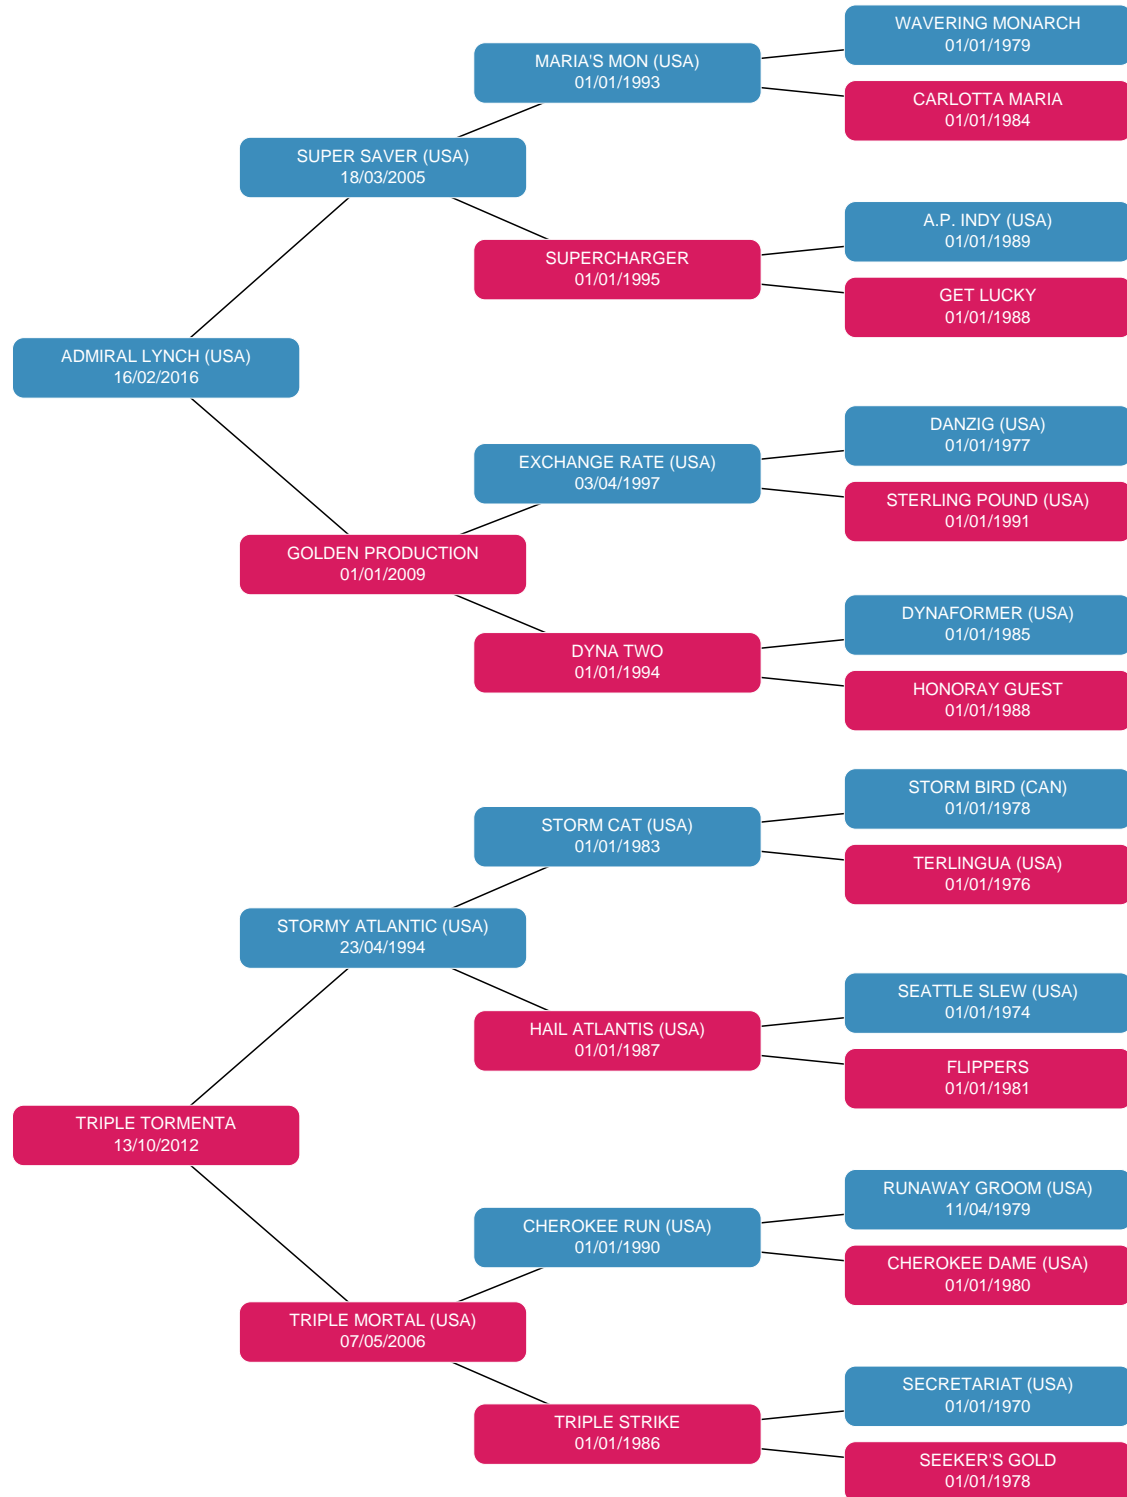 WAVERING MONARCH
01/01/1979
MARIA'S MON (USA)
01/01/1993
CARLOTTA MARIA
01/01/1984
SUPER SAVER (USA)
18/03/2005
A.P. INDY (USA)
01/01/1989
SUPERCHARGER
01/01/1995
GET LUCKY
01/01/1988
ADMIRAL LYNCH (USA)
16/02/2016
DANZIG (USA)
01/01/1977
EXCHANGE RATE (USA)
03/04/1997
STERLING POUND (USA)
01/01/1991
GOLDEN PRODUCTION
01/01/2009
DYNAFORMER (USA)
01/01/1985
DYNA TWO
01/01/1994
HONORAY GUEST
01/01/1988
STORM BIRD (CAN)
01/01/1978
STORM CAT (USA)
01/01/1983
TERLINGUA (USA)
01/01/1976
STORMY ATLANTIC (USA)
23/04/1994
SEATTLE SLEW (USA)
01/01/1974
HAIL ATLANTIS (USA)
01/01/1987
FLIPPERS
01/01/1981
TRIPLE TORMENTA
13/10/2012
RUNAWAY GROOM (USA)
11/04/1979
CHEROKEE RUN (USA)
01/01/1990
CHEROKEE DAME (USA)
01/01/1980
TRIPLE MORTAL (USA)
07/05/2006
SECRETARIAT (USA)
01/01/1970
TRIPLE STRIKE
01/01/1986
SEEKER'S GOLD
01/01/1978